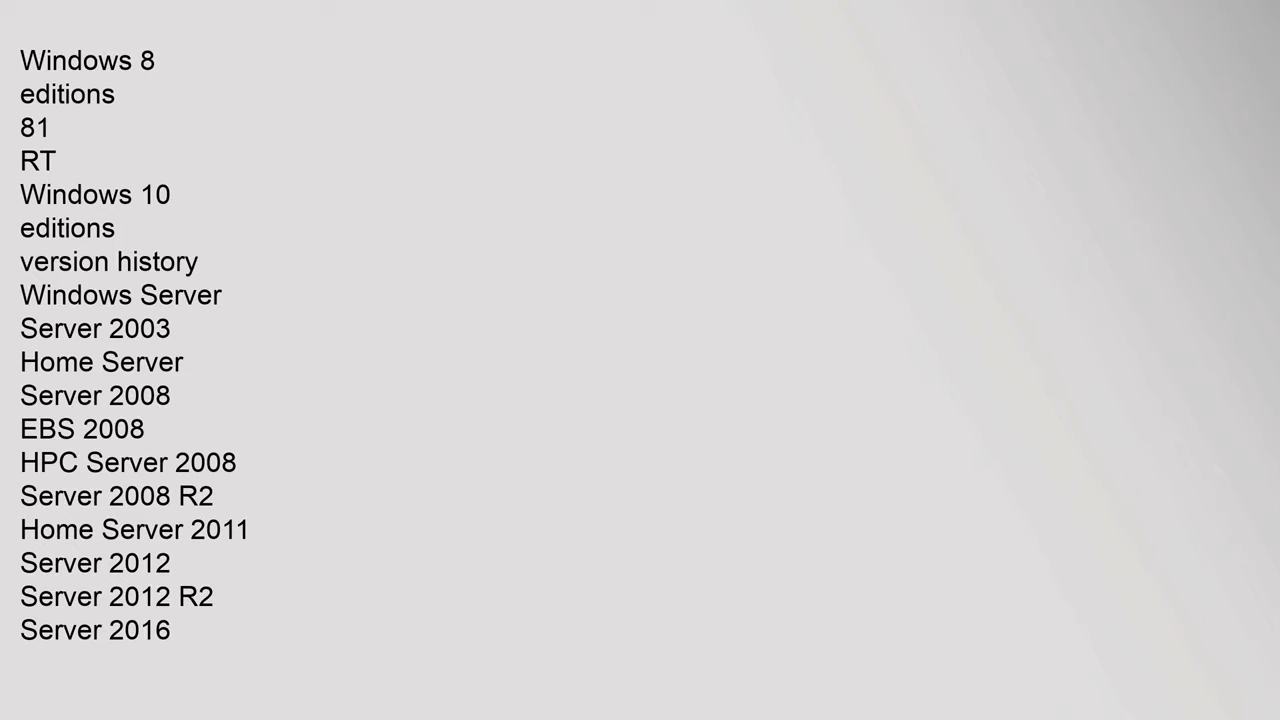 Windows 8
editions
81
RT
Windows 10
editions
version history
Windows Server
Server 2003
Home Server
Server 2008
EBS 2008
HPC Server 2008
Server 2008 R2
Home Server 2011
Server 2012
Server 2012 R2
Server 2016